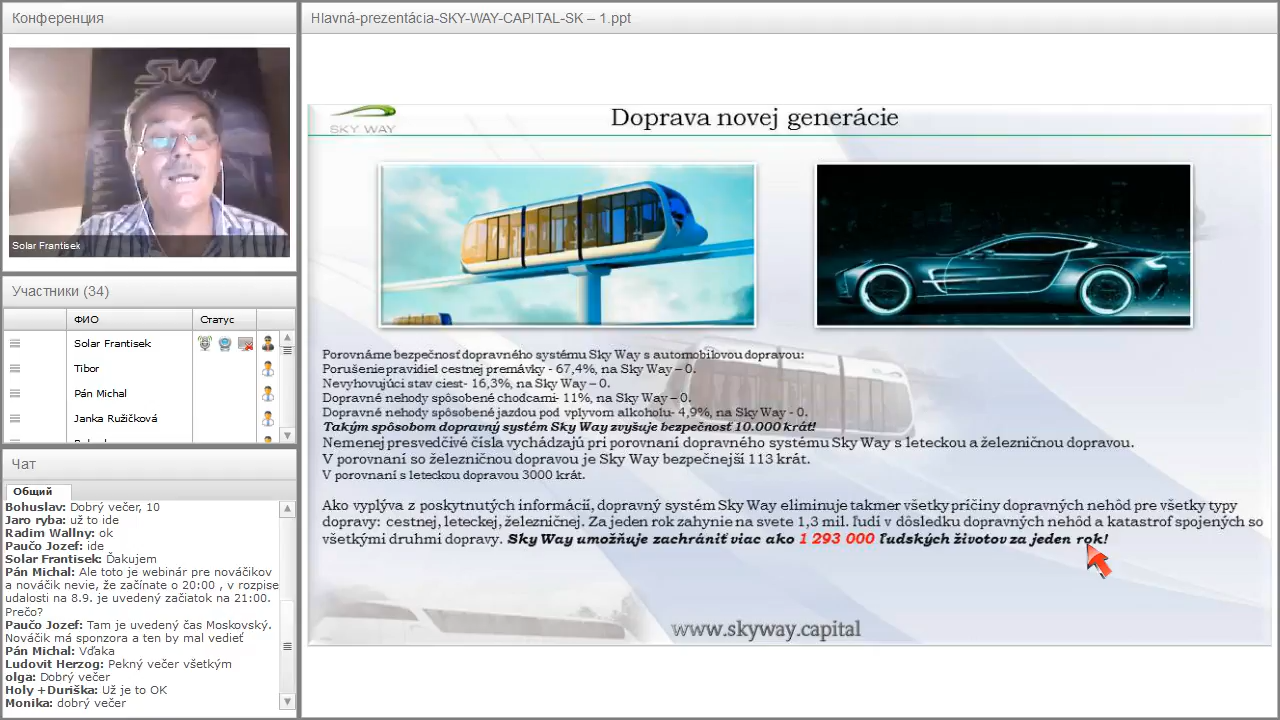 Конференция
SW
Solar Frantisek
Участники (34)
ФИО
Статус
Solar Frantisek
Tibor
Pán Michal
Janka Ružičková
Чат
Общий
Bohuslav: Dobrý večer, 10
Jaro ryba: už to ide
Radim Wallny: ok
Paučo Jozef: ide
Solar Frantisek: Ďakujem
Pán Michal: Ale toto je webinár pre nováčikov
a nováčik nevie, že začínate o 20:00 , v rozpise
udalosti na 8.9. je uvedený začiatok na 21:00.
Prečo?
Paučo Jozef: Tam je uvedený čas Moskovský.
Nováčik má sponzora a ten by mal vedieť
Pán Michal: Vďaka
Ludovit Herzog: Pekný večer všetkým
olga: Dobrý večer
Holy +Duriška: Už je to OK
Monika: dobrý večer
Hlavná-prezentácia-SKY-WAY-CAPITAL-SK – 1.ppt
SKY WAY
Doprava novej generácie
Porovnáme bezpečnosť dopravného systému Sky Way s automobilovou dopravou:
Porušenie pravidiel cestnej premávky - 67,4%, na Sky Way – 0.
Nevyhovujúci stav ciest- 16,3%, na Sky Way – 0.
Dopravné nehody spôsobené chodcami- 11%, na Sky Way – 0.
Dopravné nehody spôsobené jazdou pod vplyvom alkoholu- 4,9%, na Sky Way - 0.
Takým spôsobom dopravný systém Sky Way zvyšuje bezpečnosť 10.000 krát!
Nemenej presvedčivé čísla vychádzajú pri porovnaní dopravného systému Sky Way s leteckou a železničnou dopravou.
V porovnaní so železničnou dopravou je Sky Way bezpečnejší 113 krát.
V porovnaní s leteckou dopravou 3000 krát.
Ako vyplýva z poskytnutých informácií, dopravný systém Sky Way eliminuje takmer všetky príčiny dopravných nehôd pre všetky typy
dopravy: cestnej, leteckej, železničnej. Za jeden rok zahynie na svete 1,3 mil. ľudí v dôsledku dopravných nehôd a katastrof spojených so
všetkými druhmi dopravy. Sky Way umožňuje zachrániť viac ako 1 293 000 ľudských životov za jeden rok!
www.skyway.capital